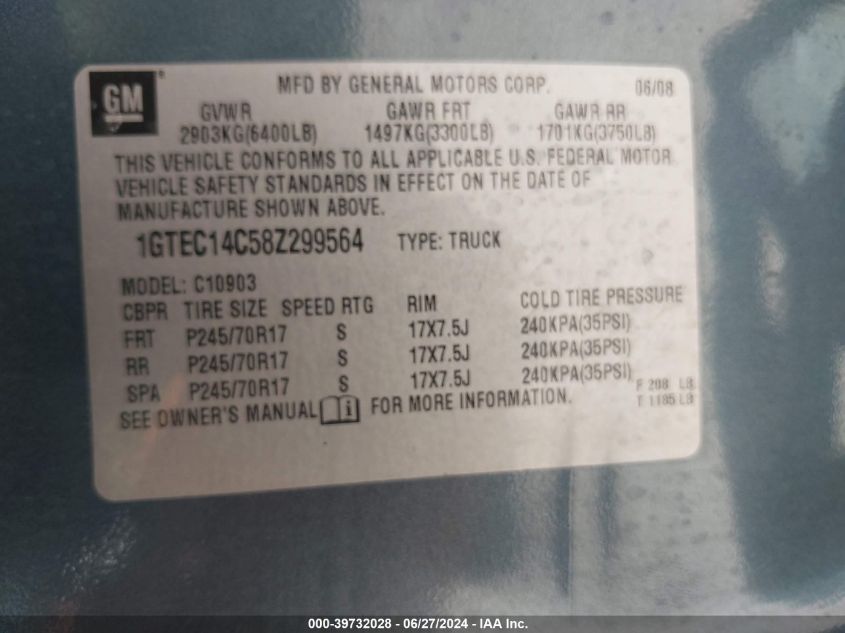 GM ® MFD BY GENERAL MOTORS CORP. 06/08
GVWR GAWR FRT GAWR RR
2903KG(6400LB) 1497KG(3300LB) 1701KG(3750LB)
THIS VEHICLE CONFORMS TO ALL APPLICABLE U.S. FEDERAL MOTOR
VEHICLE SAFETY STANDARDS IN EFFECT ON THE DATE OF
MANUFACTURE SHOWN ABOVE.
1GTEC14C58Z299564 TYPE: TRUCK
MODEL: C10903
CBPR TIRE SIZE SPEED RTG RIM COLD TIRE PRESSURE
FRT P245/70R17 S 17X7.5J 240KPA(35PSI)
RR P245/70R17 S 17X7.5J 240KPA(35PSI)
SPA P245/70R17 S 17X7.5J 240KPA(35PSI)
F 208 LB
SEE OWNER'S MANUAL i FOR MORE INFORMATION. T 1185 LB
000-39732028 - 06/27/2024 - IAA Inc.